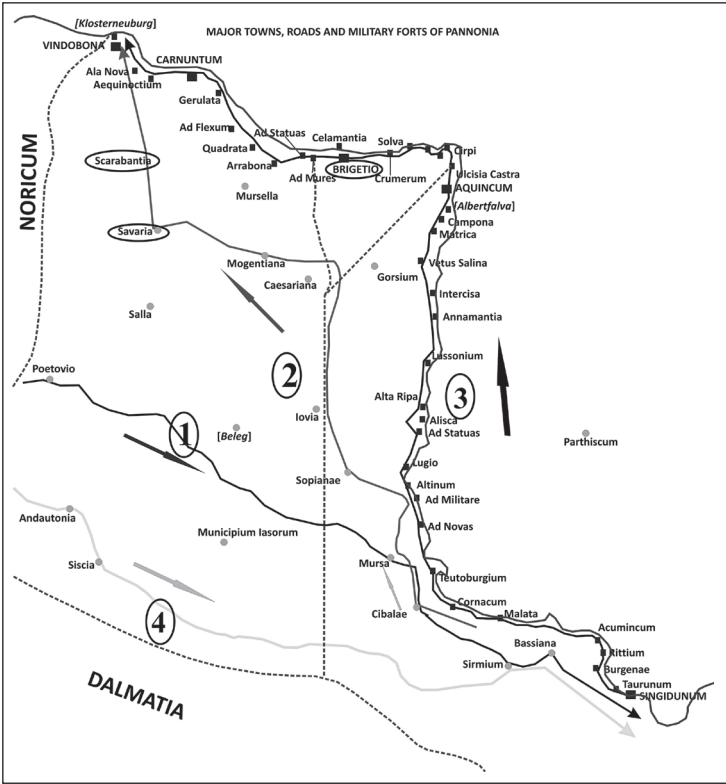 [Klosterneuburg]
MAJOR TOWNS, ROADS AND MILITARY FORTS OF PANNONIA
VINDOBONA
CARNUNTUM
Ala Nova
Aequinoctium
Gerulata
Ad Flexum
Ad Statuas
Celamantia
Solva
Cirpi
NORICUM
Quadrata
Scarabantia
Arrabona
Ad Mures
BRIGETIO
Crumerum
Ulcisia Castra
AQUINCUM
Mursella
[Albertfalva]
Campona
Savaria
Matrica
Mogentiana
Vetus Salina
Caesariana
Gorsium
Intercisa
Salla
Annamantia
Lussonium
Poetovio
2
3
Alta Ripa
Iovia
Alisca
1
[Beleg]
Ad Statuas
Parthiscum
Lugio
Sopianae
Altinum
Ad Militare
Andautonia
Municipium Iasorum
Ad Novas
Siscia
Mursa
Teutoburgium
Cornacum
Cibalae
Malata
4
Acumincum
Bassiana
Rittium
Sirmium
Burgenae
DALMATIA
Taurunum
SINGIDUNUM